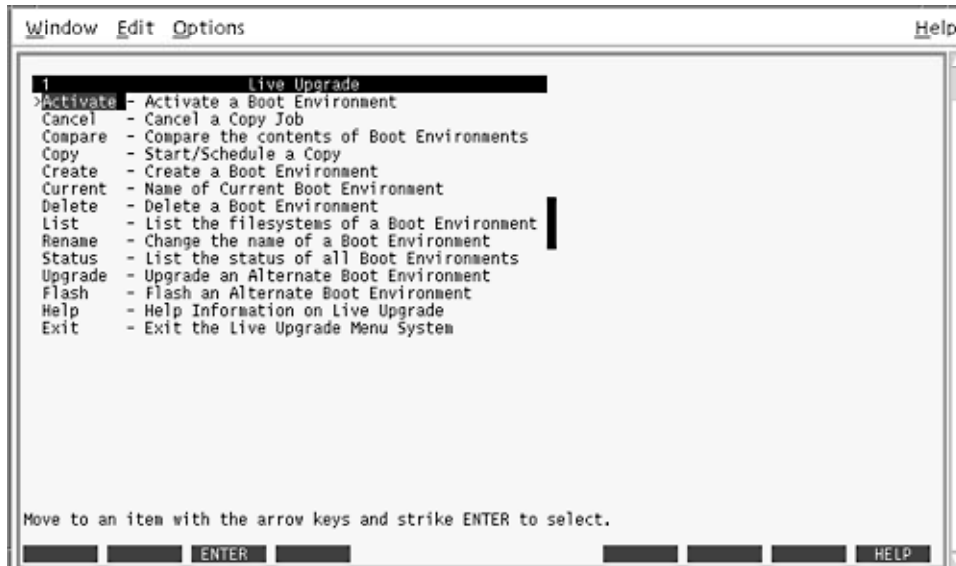 Window Edit Options Help
1 Live Upgrade
>Activate - Activate a Boot Environment
Cancel - Cancel a Copy Job
Compare - Compare the contents of Boot Environments
Copy - Start/Schedule a Copy
Create - Create a Boot Environment
Current - Name of Current Boot Environment
Delete - Delete a Boot Environment
List - List the filesystems of a Boot Environment
Rename - Change the name of a Boot Environment
Status - List the status of all Boot Environments
Upgrade - Upgrade an Alternate Boot Environment
Flash - Flash an Alternate Boot Environment
Help - Help Information on Live Upgrade
Exit - Exit the Live Upgrade Menu System
Move to an item with the arrow keys and strike ENTER to select.
ENTER HELP